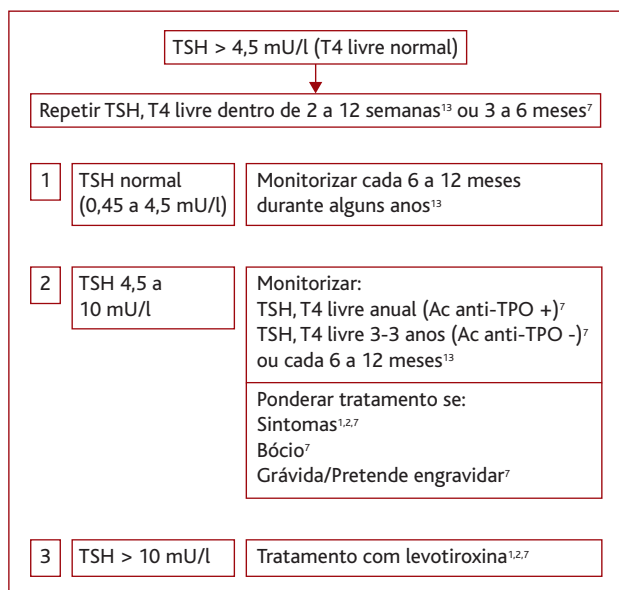 TSH > 4,5 mU/l (T4 livre normal)
Repetir TSH, T4 livre dentro de 2 a 12 semanas¹³ ou 3 a 6 meses⁷
1
TSH normal
(0,45 a 4,5 mU/l)
Monitorizar cada 6 a 12 meses
durante alguns anos¹³
2
TSH 4,5 a
10 mU/l
Monitorizar:
TSH, T4 livre anual (Ac anti-TPO +)⁷
TSH, T4 livre 3-3 anos (Ac anti-TPO -)⁷
ou cada 6 a 12 meses¹³
Ponderar tratamento se:
Sintomas¹,²,⁷
Bócio⁷
Grávida/Pretende engravidar⁷
3
TSH > 10 mU/l
Tratamento com levotiroxina¹,²,⁷